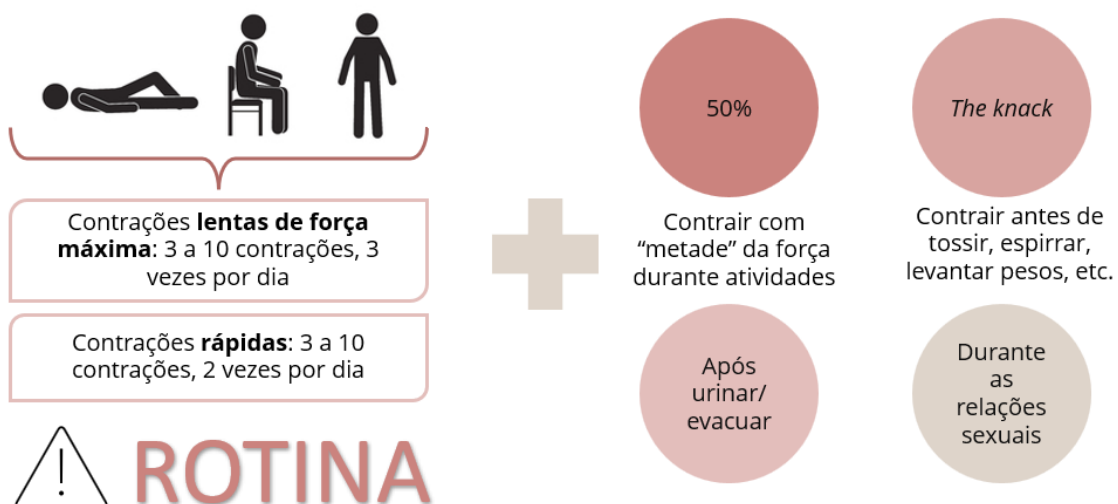 Contrações lentas de força
máxima: 3 a 10 contrações, 3
vezes por dia
Contrações rápidas: 3 a 10
contrações, 2 vezes por dia
! ROTINA
50%
Contrair com
“metade” da força
durante atividades
The knack
Contrair antes de
tossir, espirrar,
levantar pesos, etc.
Após
urinar/
evacuar
Durante
as
relações
sexuais